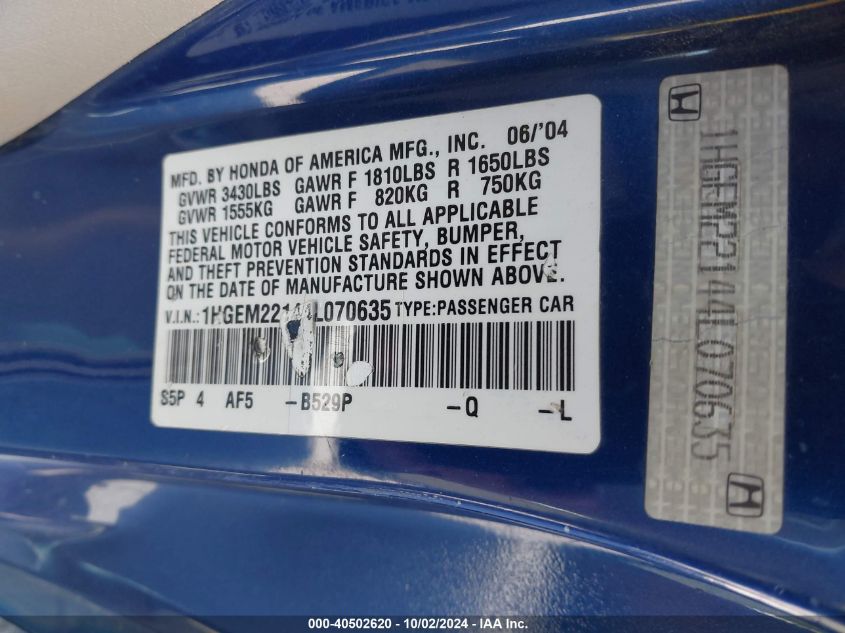 MFD. BY HONDA OF AMERICA MFG., INC. 06/'04
GVWR 3430LBS GAWR F 1810LBS R 1650LBS
GVWR 1555KG GAWR F 820KG R 750KG
THIS VEHICLE CONFORMS TO ALL APPLICABLE
FEDERAL MOTOR VEHICLE SAFETY, BUMPER,
AND THEFT PREVENTION STANDARDS IN EFFECT
ON THE DATE OF MANUFACTURE SHOWN ABOVE.
V.I.N.: 1HGEM22144L070635 TYPE:PASSENGER CAR
S5P 4 AF5 -B529P -Q -L
1HGEM22144L070635
000-40502620 - 10/02/2024 - IAA Inc.